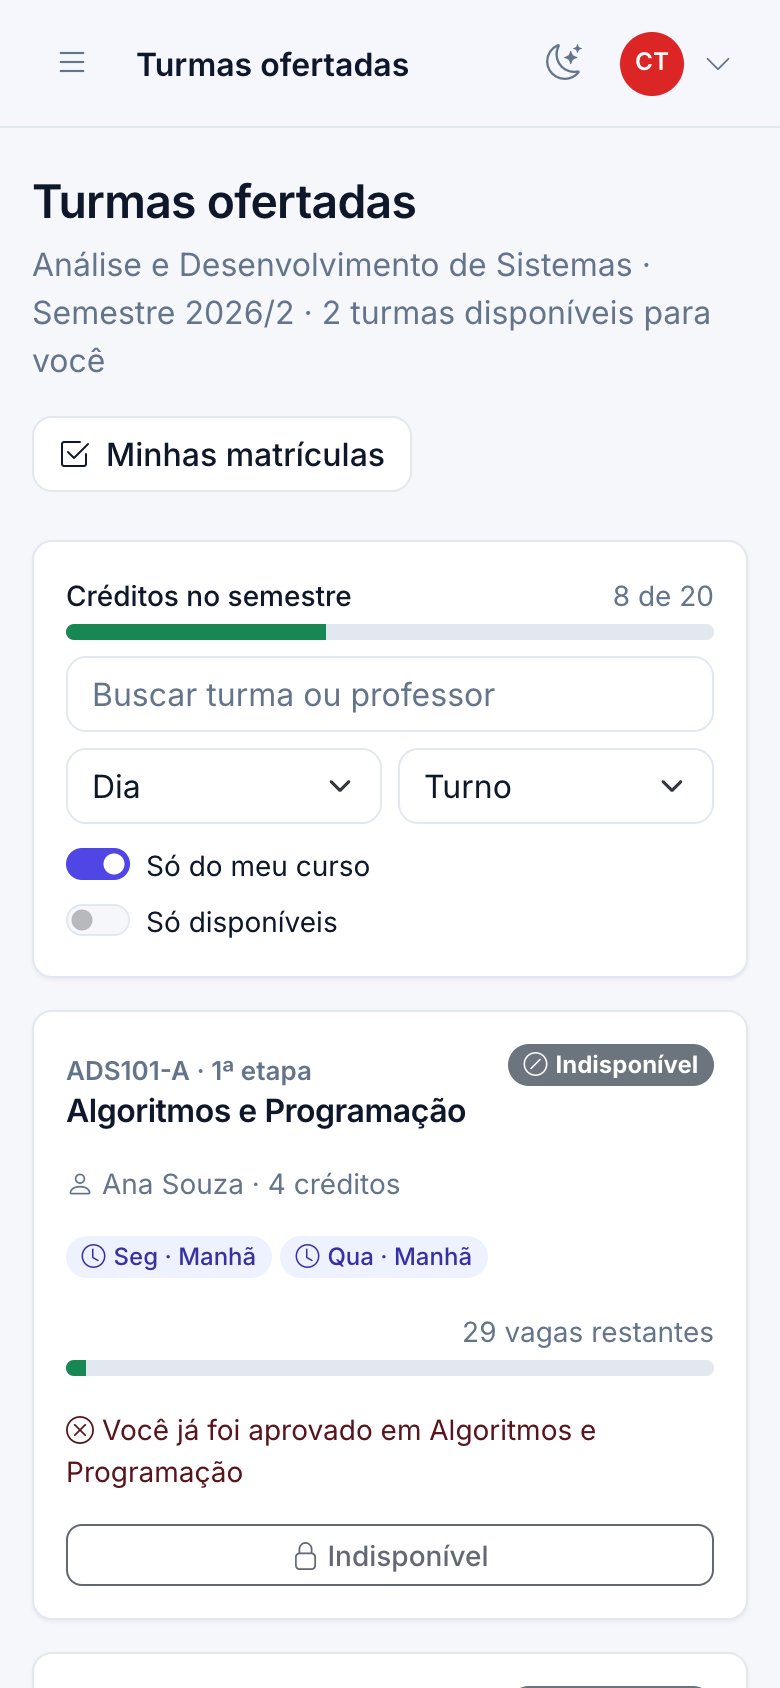 Turmas ofertadas
CT
Turmas ofertadas
Análise e Desenvolvimento de Sistemas ·
Semestre 2026/2 · 2 turmas disponíveis para
você
Minhas matrículas
Créditos no semestre
8 de 20
Buscar turma ou professor
Dia
Turno
Só do meu curso
Só disponíveis
ADS101-A · 1ª etapa
Indisponível
Algoritmos e Programação
Ana Souza · 4 créditos
Seg · Manhã
Qua · Manhã
29 vagas restantes
Você já foi aprovado em Algoritmos e
Programação
Indisponível